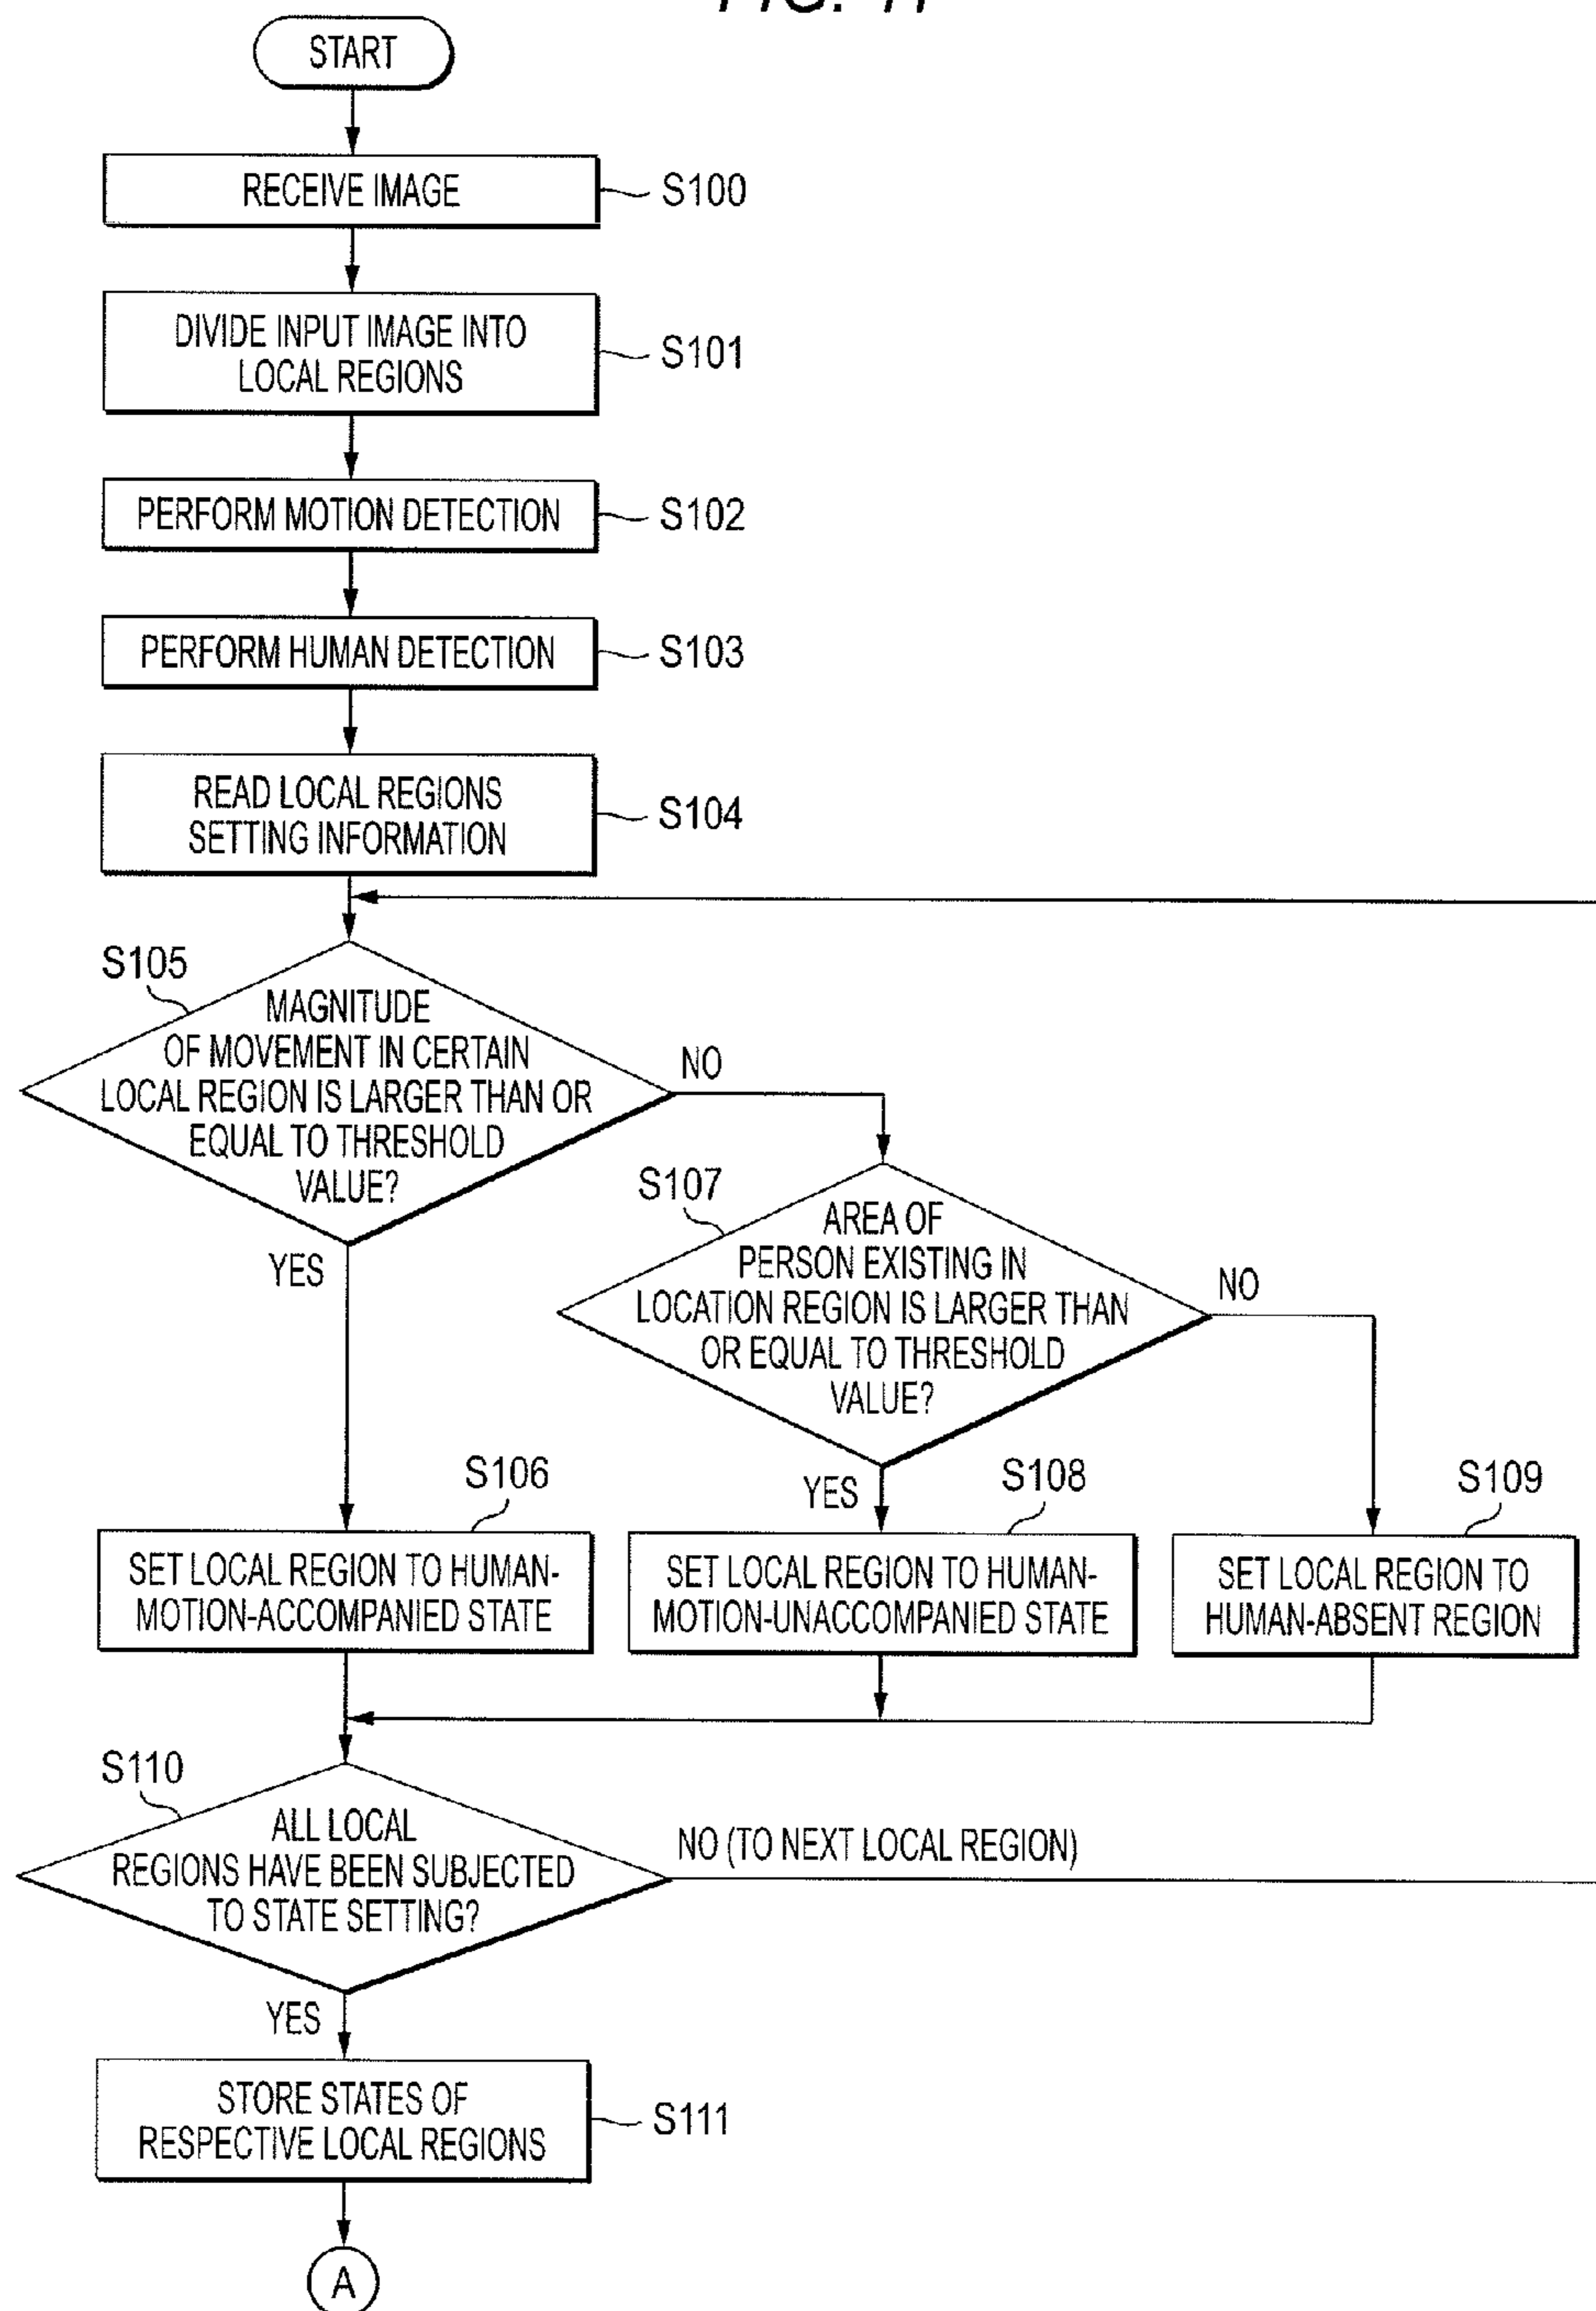 START
RECEIVE IMAGE
S100
DIVIDE INPUT IMAGE INTO
LOCAL REGIONS
S101
PERFORM MOTION DETECTION
S102
PERFORM HUMAN DETECTION
S103
READ LOCAL REGIONS
SETTING INFORMATION
S104
S105
MAGNITUDE
OF MOVEMENT IN CERTAIN
LOCAL REGION IS LARGER THAN OR
EQUAL TO THRESHOLD
VALUE?
NO
YES
S107
AREA OF
PERSON EXISTING IN
LOCATION REGION IS LARGER THAN
OR EQUAL TO THRESHOLD
VALUE?
NO
YES
S106
SET LOCAL REGION TO HUMAN-
MOTION-ACCOMPANIED STATE
S108
SET LOCAL REGION TO HUMAN-
MOTION-UNACCOMPANIED STATE
S109
SET LOCAL REGION TO
HUMAN-ABSENT REGION
S110
ALL LOCAL
REGIONS HAVE BEEN SUBJECTED
TO STATE SETTING?
NO (TO NEXT LOCAL REGION)
YES
STORE STATES OF
RESPECTIVE LOCAL REGIONS
S111
A